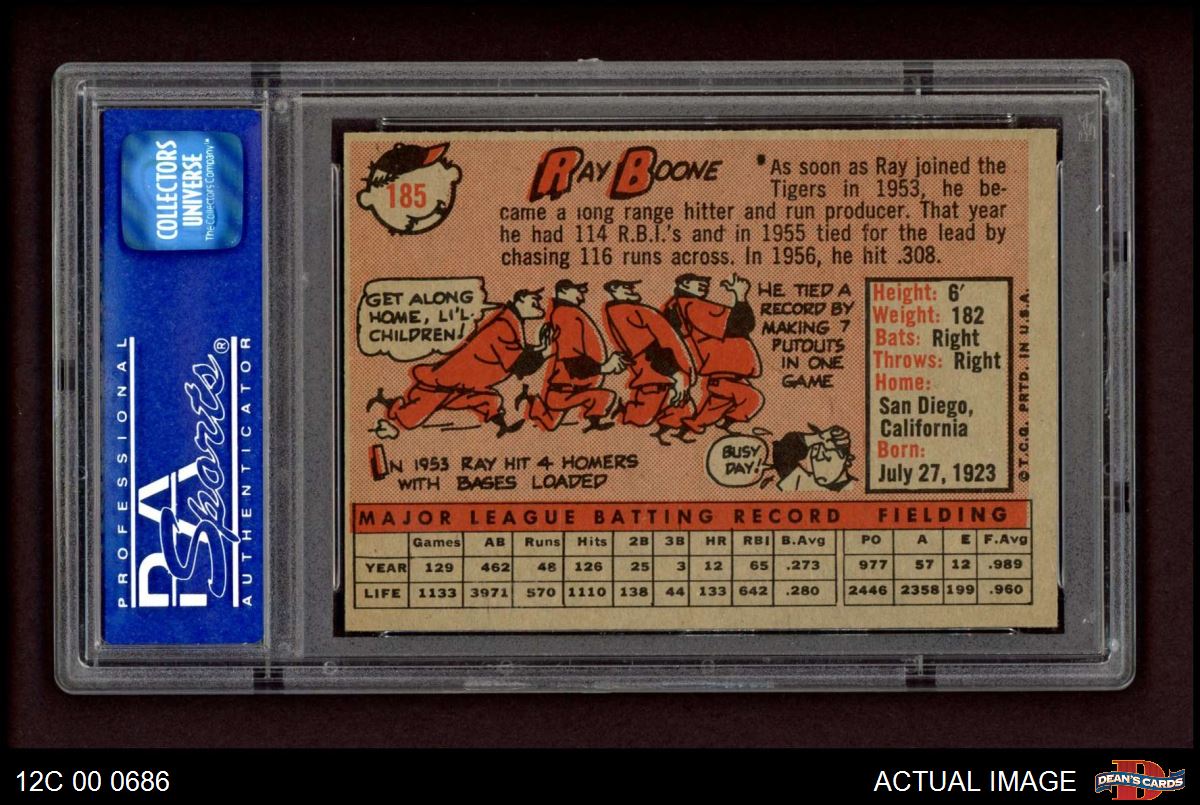 COLLECTORS
UNIVERSE
The Collectors Company™
PROFESSIONAL
PSA
Sports®
AUTHENTICATOR
185
RAY BOONE
As soon as Ray joined the
Tigers in 1953, he be-
came a long range hitter and run producer. That year
he had 114 R.B.I.'s and in 1955 tied for the lead by
chasing 116 runs across. In 1956, he hit .308.
GET ALONG
HOME, LI'L
CHILDREN!
HE TIED A
RECORD BY
MAKING 7
PUTOUTS
IN ONE
GAME
IN 1953 RAY HIT 4 HOMERS
WITH BASES LOADED
BUSY
DAY!
Height: 6'
Weight: 182
Bats: Right
Throws: Right
Home:
San Diego,
California
Born:
July 27, 1923
©T.C.G. PRTD. IN U.S.A.
MAJOR LEAGUE BATTING RECORD FIELDING
Games AB Runs Hits 2B 3B HR RBI B.Avg PO A E F.Avg
YEAR 129 462 48 126 25 3 12 65 .273 977 57 12 .989
LIFE 1133 3971 570 1110 138 44 133 642 .280 2446 2358 199 .960
12C 00 0686
ACTUAL IMAGE
DEAN'S CARDS